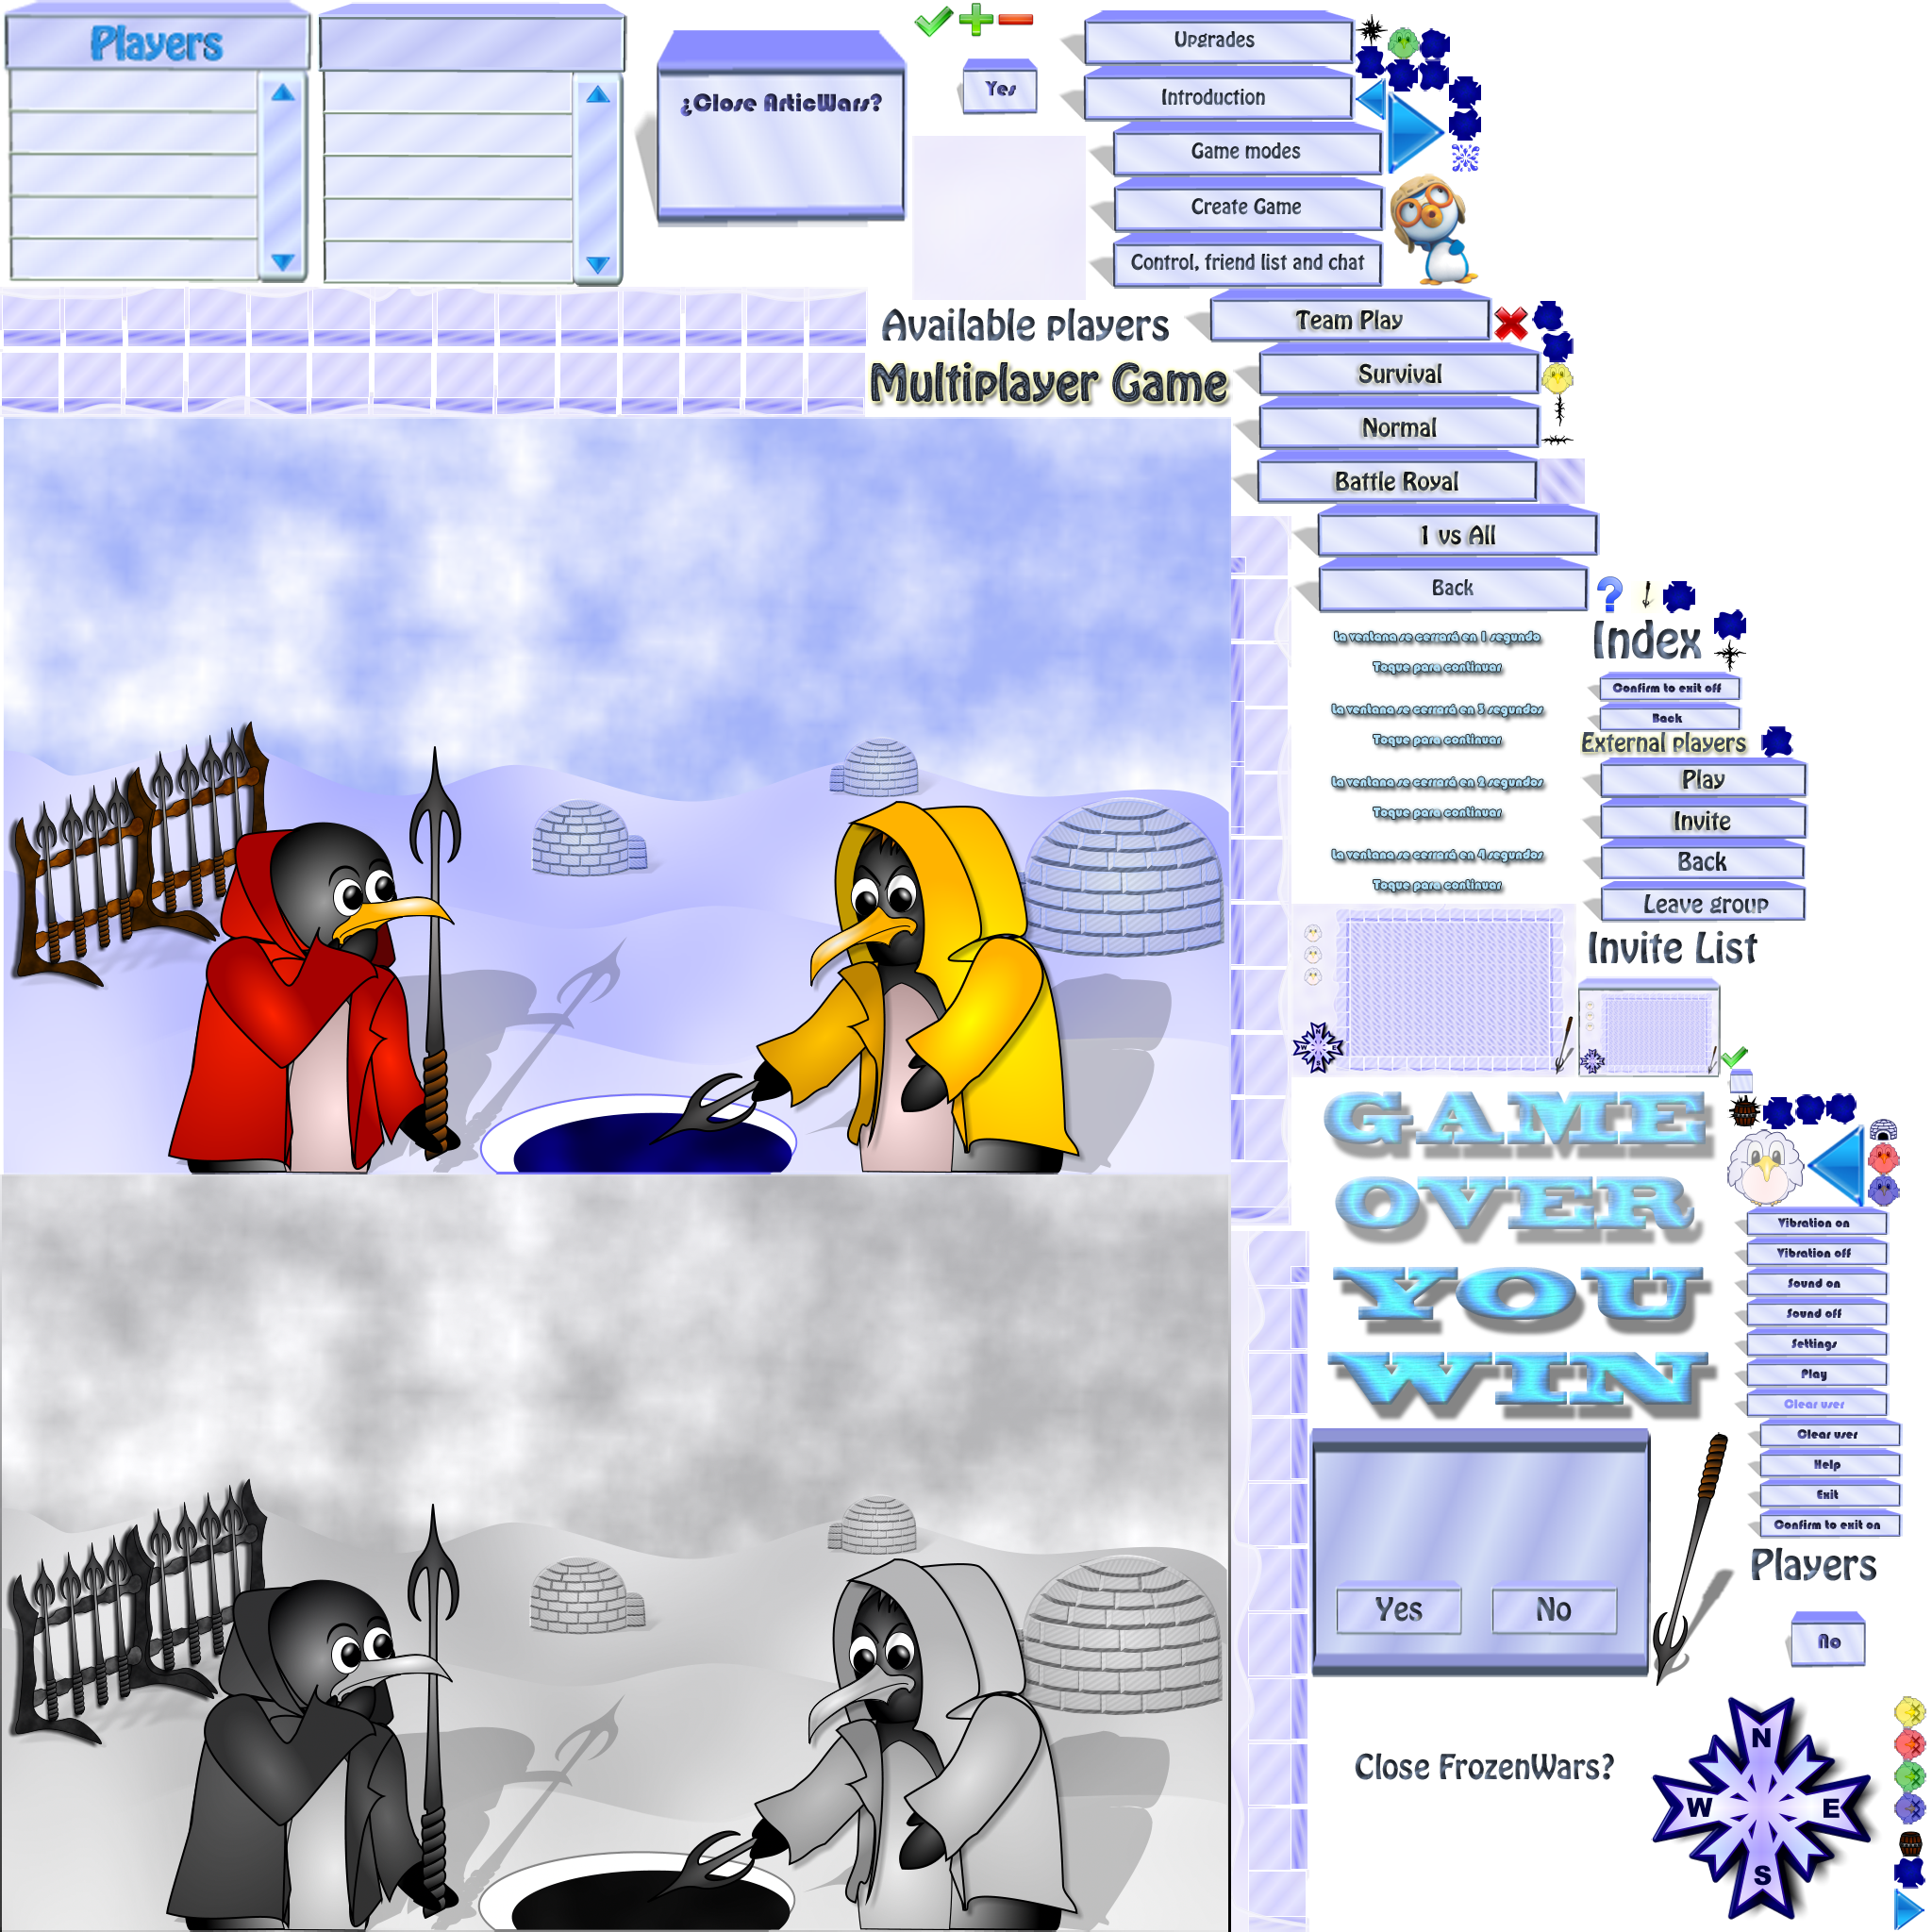 Players
¿Close ArticWars?
Yes
Upgrades
Introduction
Game modes
Create Game
Control, friend list and chat
Available players
Multiplayer Game
Team Play
Survival
Normal
Battle Royal
1 vs All
Back
La ventana se cerrará en 1 segundo
Toque para continuar
La ventana se cerrará en 3 segundos
Toque para continuar
La ventana se cerrará en 2 segundos
Toque para continuar
La ventana se cerrará en 4 segundos
Toque para continuar
Index
Confirm to exit off
Back
External players
Play
Invite
Back
Leave group
Invite List
N
W E
S
GAME
OVER
YOU
WIN
Vibration on
Vibration off
Sound on
Sound off
Settings
Play
Clear user
Clear user
Help
Exit
Confirm to exit on
Players
Yes No
No
Close FrozenWars?
N
W E
S